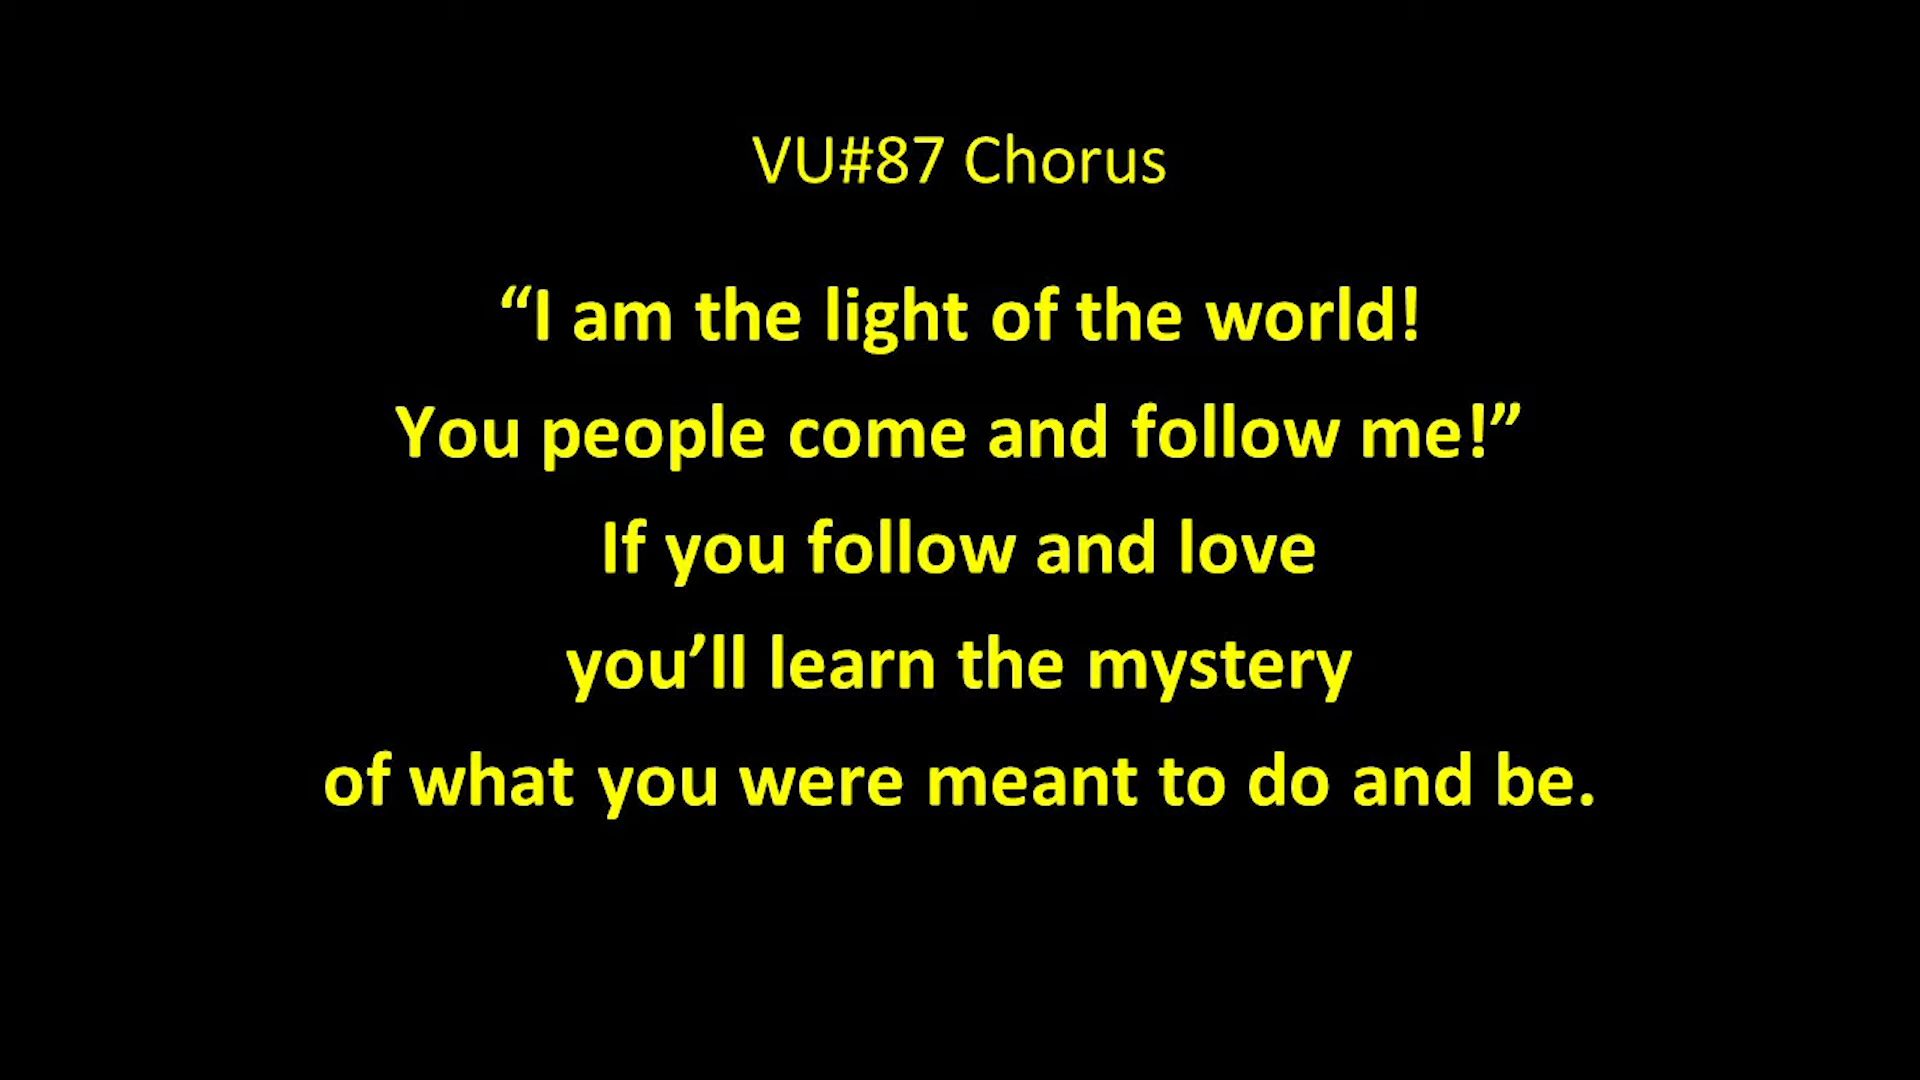 VU#87 Chorus
“I am the light of the world!
You people come and follow me!”
If you follow and love
you’ll learn the mystery
of what you were meant to do and be.